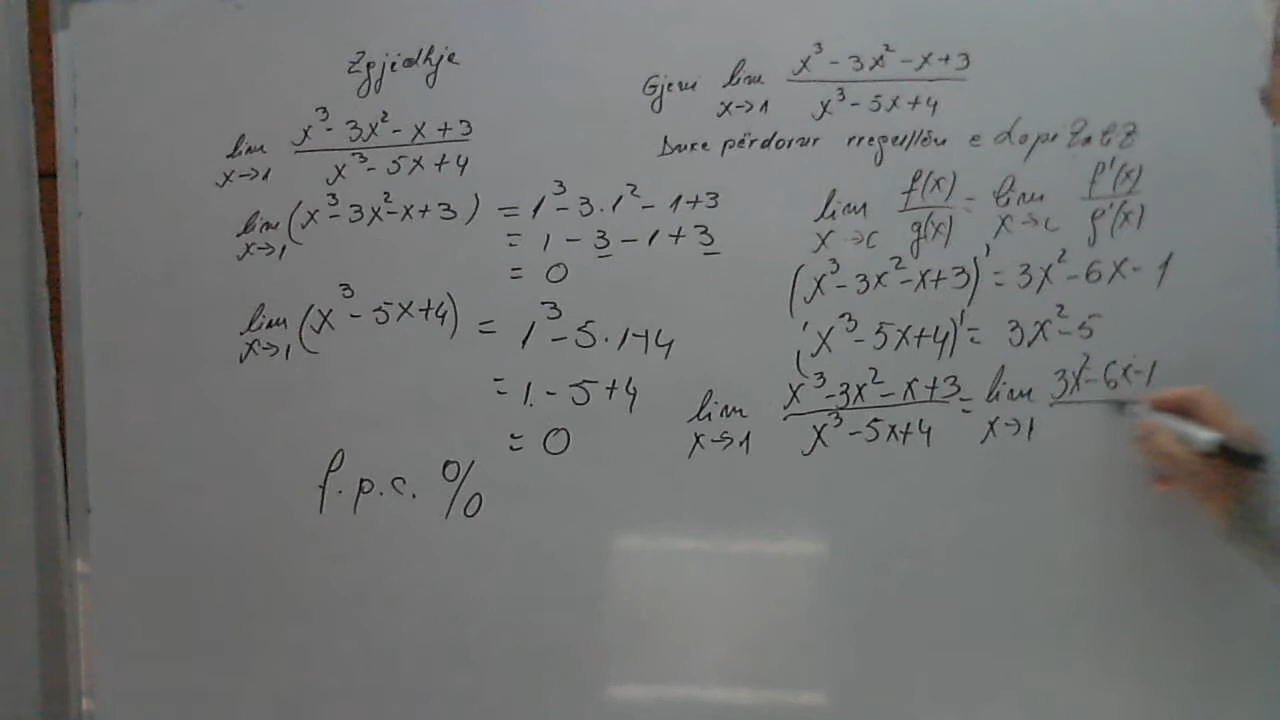 Zgjidhje
lim x→1 (x³ - 3x² - x + 3)/(x³ - 5x + 4)
lim x→1 (x³ - 3x² - x + 3) = 1³ - 3·1² - 1 + 3
= 1 - 3 - 1 + 3
= 0
lim x→1 (x³ - 5x + 4) = 1³ - 5·1 + 4
= 1 - 5 + 4
= 0
f.p.c. 0/0
Gjeni lim x→1 (x³ - 3x² - x + 3)/(x³ - 5x + 4)
Duke përdorur rregullën e
lim x→c f(x)/g(x) = lim x→c f'(x)/g'(x)
(x³ - 3x² - x + 3)' = 3x² - 6x - 1
(x³ - 5x + 4)' = 3x² - 5
lim x→1 (x³ - 3x² - x + 3)/(x³ - 5x + 4) = lim x→1 3x² - 6x - 1